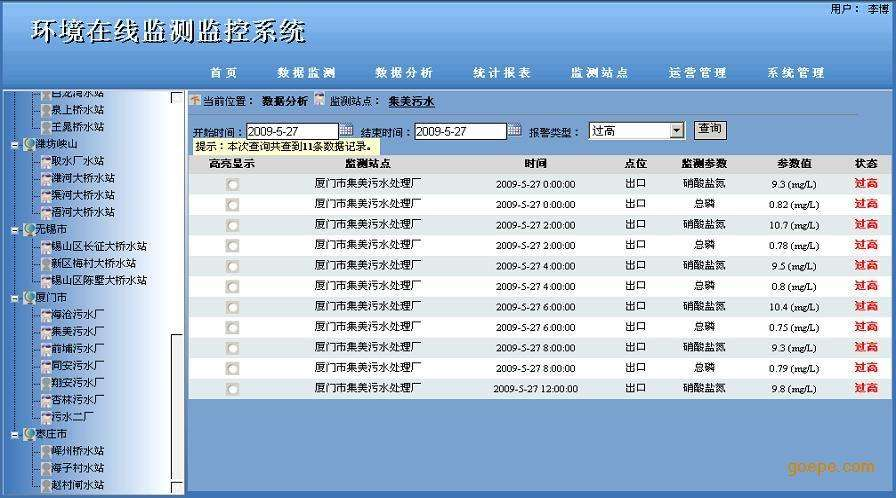 用户： 李博
环境在线监测监控系统
首页 数据监测 数据分析 统计报表 监测站点 运营管理 系统管理
白龙湾水站
泉上桥水站
王晁桥水站
潍坊峡山
取水厂水站
潍河大桥水站
渠河大桥水站
浯河大桥水站
无锡市
锡山区长征大桥水站
新区梅村大桥水站
锡山区陈墅大桥水站
厦门市
海沧污水厂
集美污水厂
前埔污水厂
同安污水厂
翔安污水厂
杏林污水厂
污水二厂
枣庄市
峄州桥水站
海子村水站
赵村闸水站
当前位置： 数据分析 监测站点： 集美污水
开始时间：2009-5-27 结束时间：2009-5-27 报警类型： 过高 查询
提示：本次查询共查到11条数据记录。
高亮显示 监测站点 时间 点位 监测参数 参数值 状态
厦门市集美污水处理厂 2009-5-27 0:00:00 出口 硝酸盐氮 9.3 (mg/L) 过高
厦门市集美污水处理厂 2009-5-27 0:00:00 出口 总磷 0.82 (mg/L) 过高
厦门市集美污水处理厂 2009-5-27 2:00:00 出口 硝酸盐氮 10.7 (mg/L) 过高
厦门市集美污水处理厂 2009-5-27 2:00:00 出口 总磷 0.78 (mg/L) 过高
厦门市集美污水处理厂 2009-5-27 4:00:00 出口 硝酸盐氮 9.5 (mg/L) 过高
厦门市集美污水处理厂 2009-5-27 4:00:00 出口 总磷 0.8 (mg/L) 过高
厦门市集美污水处理厂 2009-5-27 6:00:00 出口 硝酸盐氮 10.4 (mg/L) 过高
厦门市集美污水处理厂 2009-5-27 6:00:00 出口 总磷 0.75 (mg/L) 过高
厦门市集美污水处理厂 2009-5-27 8:00:00 出口 硝酸盐氮 9.3 (mg/L) 过高
厦门市集美污水处理厂 2009-5-27 8:00:00 出口 总磷 0.79 (mg/L) 过高
厦门市集美污水处理厂 2009-5-27 12:00:00 出口 硝酸盐氮 9.8 (mg/L) 过高
goepe.com